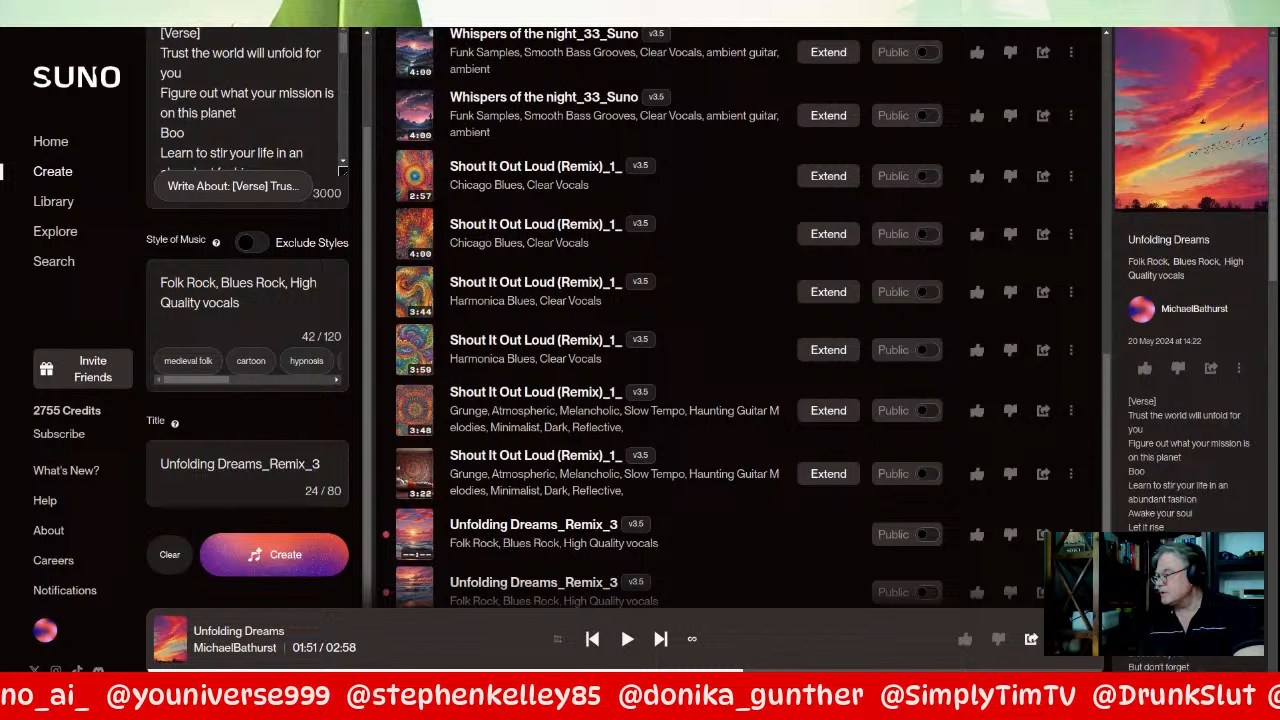 SUNO
Home
Create
Library
Explore
Search
Invite
Friends
2755 Credits
Subscribe
What's New?
Help
About
Careers
Notifications
[Verse]
Trust the world will unfold for
you
Figure out what your mission is
on this planet
Boo
Learn to stir your life in an
Write About: [Verse] Trus...
3000
Style of Music
Exclude Styles
Folk Rock, Blues Rock, High
Quality vocals
42 / 120
medieval folk
cartoon
hypnosis
Title
Unfolding Dreams_Remix_3
24 / 80
Clear
Create
Whispers of the night_33_Suno v3.5
Funk Samples, Smooth Bass Grooves, Clear Vocals, ambient guitar,
ambient
4:00
Extend
Public
Whispers of the night_33_Suno v3.5
Funk Samples, Smooth Bass Grooves, Clear Vocals, ambient guitar,
ambient
4:00
Extend
Public
Shout It Out Loud (Remix)_1_ v3.5
Chicago Blues, Clear Vocals
2:57
Extend
Public
Shout It Out Loud (Remix)_1_ v3.5
Chicago Blues, Clear Vocals
4:00
Extend
Public
Shout It Out Loud (Remix)_1_ v3.5
Harmonica Blues, Clear Vocals
3:44
Extend
Public
Shout It Out Loud (Remix)_1_ v3.5
Harmonica Blues, Clear Vocals
3:59
Extend
Public
Shout It Out Loud (Remix)_1_ v3.5
Grunge, Atmospheric, Melancholic, Slow Tempo, Haunting Guitar M
elodies, Minimalist, Dark, Reflective,
3:48
Extend
Public
Shout It Out Loud (Remix)_1_ v3.5
Grunge, Atmospheric, Melancholic, Slow Tempo, Haunting Guitar M
elodies, Minimalist, Dark, Reflective,
3:22
Extend
Public
Unfolding Dreams_Remix_3 v3.5
Folk Rock, Blues Rock, High Quality vocals
--:--
Public
Unfolding Dreams_Remix_3 v3.5
Folk Rock, Blues Rock, High Quality vocals
Public
Unfolding Dreams
Folk Rock, Blues Rock, High
Quality vocals
MichaelBathurst
20 May 2024 at 14:22
[Verse]
Trust the world will unfold for
you
Figure out what your mission is
on this planet
Boo
Learn to stir your life in an
abundant fashion
Awake your soul
Let it rise
But don't forget
Unfolding Dreams
MichaelBathurst | 01:51 / 02:58
no_ai_ @youniverse999 @stephenkelley85 @donika_gunther @SimplyTimTV @DrunkSlut @